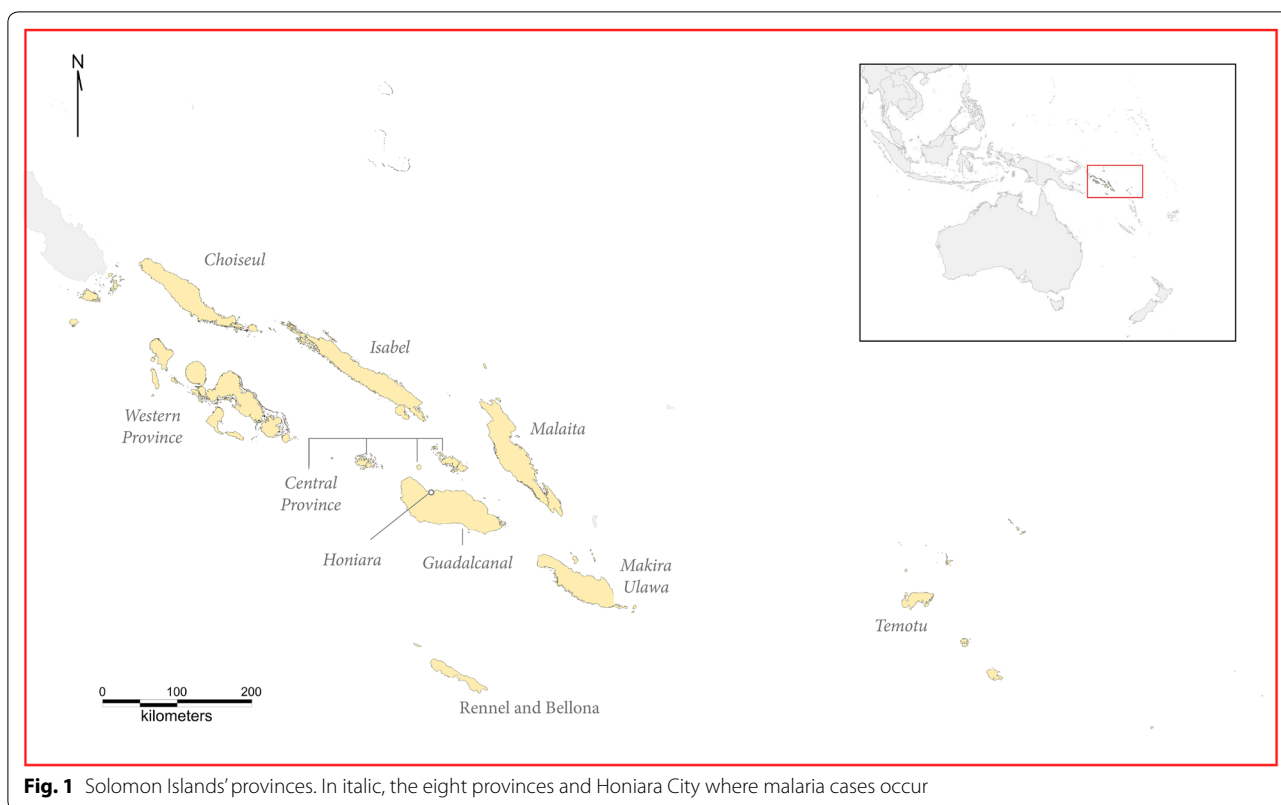 N
Choiseul
Isabel
Western
Province
Malaita
Central
Province
Honiara
Guadalcanal
Makira
Ulawa
Temotu
Rennel and Bellona
0 100 200
kilometers
Fig. 1 Solomon Islands’ provinces. In italic, the eight provinces and Honiara City where malaria cases occur